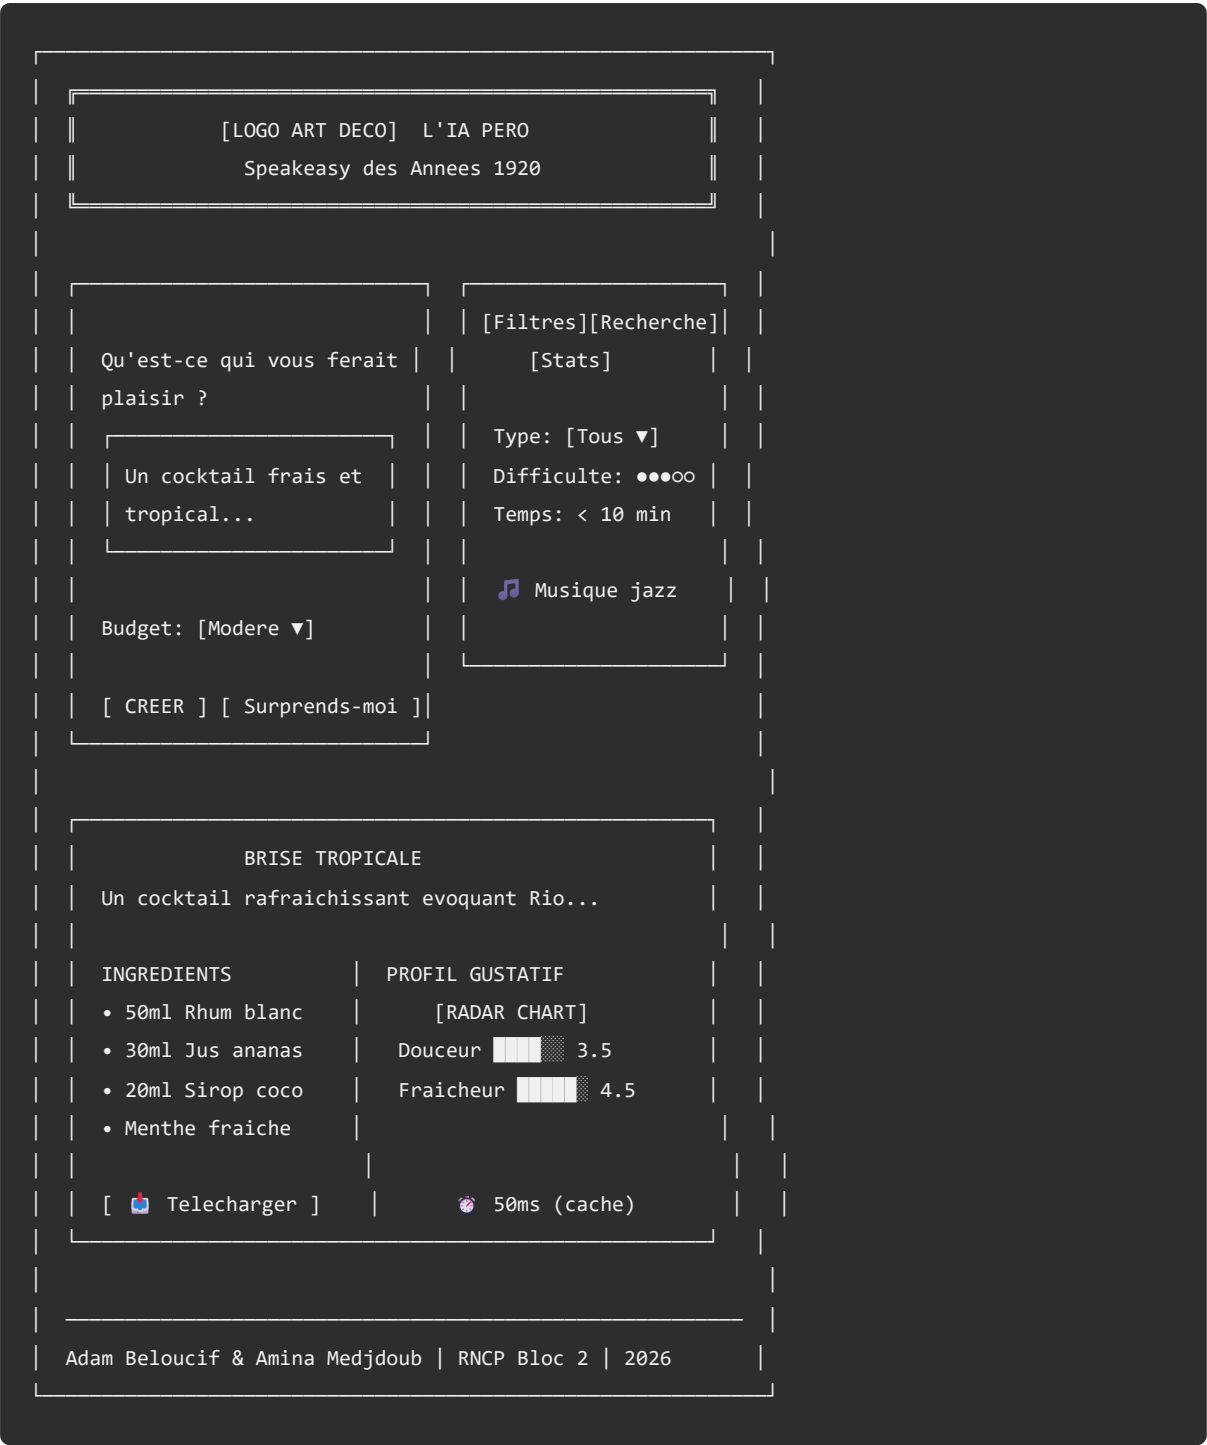 [LOGO ART DECO]  L'IA PERO
Speakeasy des Annees 1920
[Filtres][Recherche]
Qu'est-ce qui vous ferait
[Stats]
plaisir ?
Type: [Tous ▼]
Un cocktail frais et
Difficulte: ●●●○○
tropical...
Temps: < 10 min
🎵 Musique jazz
Budget: [Modere ▼]
[ CREER ] [ Surprends-moi ]
BRISE TROPICALE
Un cocktail rafraichissant evoquant Rio...
INGREDIENTS
PROFIL GUSTATIF
• 50ml Rhum blanc
[RADAR CHART]
• 30ml Jus ananas
Douceur ████░░ 3.5
• 20ml Sirop coco
Fraicheur █████░ 4.5
• Menthe fraiche
[ 📥 Telecharger ]
⏱ 50ms (cache)
Adam Beloucif & Amina Medjdoub | RNCP Bloc 2 | 2026